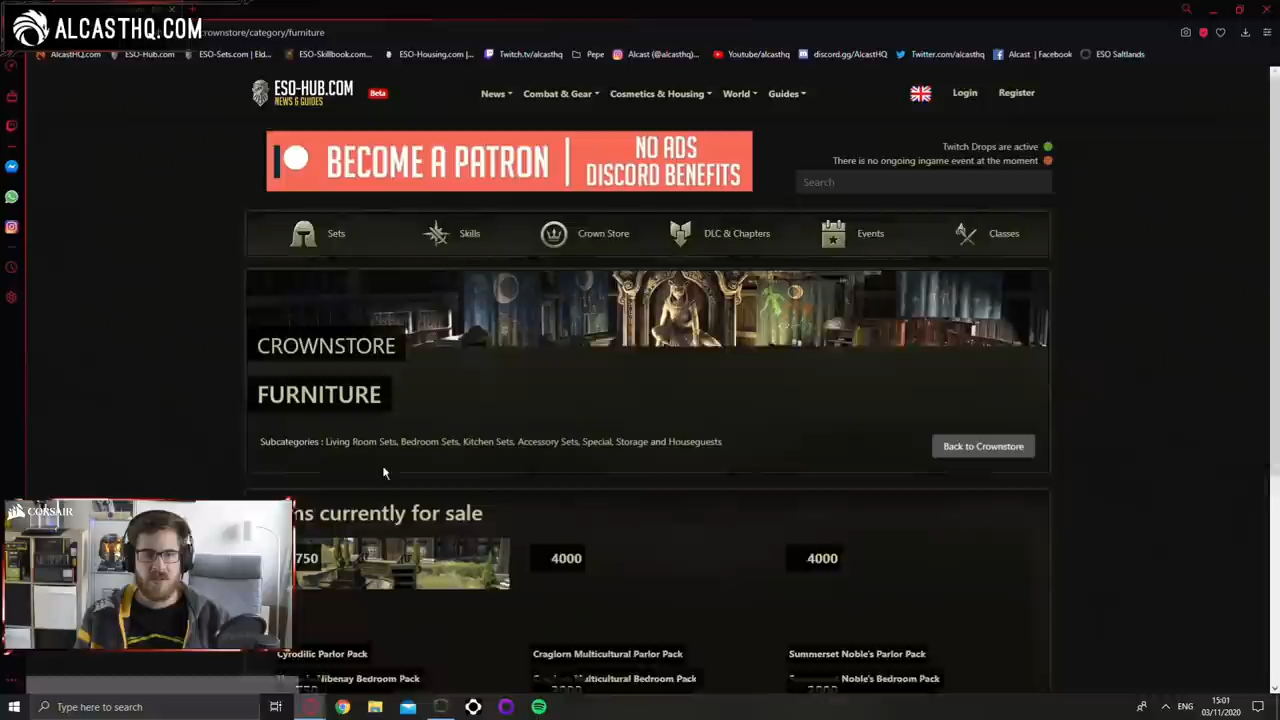 ALCASTHQ.COM
crownstore/category/furniture
AlcastHQ.com
ESO-Hub.com
ESO-Sets.com | Eld...
ESO-Skillbook.com...
ESO-Housing.com |...
Twitch.tv/alcasthq
Pepe
Alcast (@alcasthq)...
Youtube/alcasthq
discord.gg/AlcastHQ
Twitter.com/alcasthq
Alcast | Facebook
ESO Saltlands
ESO-HUB.COM
NEWS & GUIDES
Beta
News
Combat & Gear
Cosmetics & Housing
World
Guides
Login
Register
BECOME A PATRON
NO ADS
DISCORD BENEFITS
Twitch Drops are active
There is no ongoing ingame event at the moment
Search
Sets
Skills
Crown Store
DLC & Chapters
Events
Classes
CROWNSTORE
FURNITURE
Subcategories : Living Room Sets, Bedroom Sets, Kitchen Sets, Accessory Sets, Special, Storage and Houseguests
Back to Crownstore
CORSAIR
ns currently for sale
750
4000
4000
Cyrodilic Parlor Pack
Craglorn Multicultural Parlor Pack
Summerset Noble's Parlor Pack
Nibenay Bedroom Pack
Multicultural Bedroom Pack
Noble's Bedroom Pack
Type here to search
ENG
15:01
03/11/2020